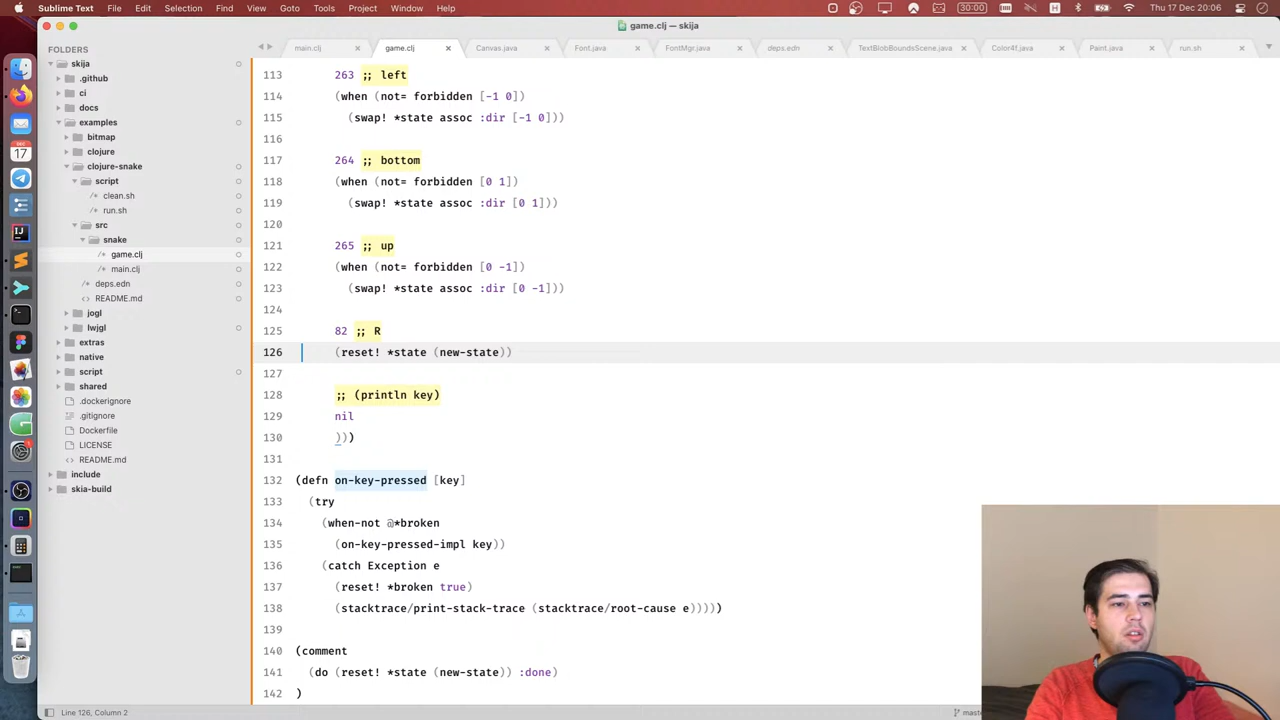 Sublime Text File Edit Selection Find View Goto Tools Project Window Help 30:00 Thu 17 Dec 20:06
game.clj — skija
main.clj game.clj Canvas.java Font.java FontMgr.java deps.edn TextBlobBoundsScene.java Color4f.java Paint.java run.sh
FOLDERS
skija
.github
ci
docs
examples
bitmap
clojure
clojure-snake
script
clean.sh
run.sh
src
snake
game.clj
main.clj
deps.edn
README.md
jogl
lwjgl
extras
native
script
shared
.dockerignore
.gitignore
Dockerfile
LICENSE
README.md
include
skia-build
113 263 ;; left
114 (when (not= forbidden [-1 0])
115 (swap! *state assoc :dir [-1 0]))
116
117 264 ;; bottom
118 (when (not= forbidden [0 1])
119 (swap! *state assoc :dir [0 1]))
120
121 265 ;; up
122 (when (not= forbidden [0 -1])
123 (swap! *state assoc :dir [0 -1]))
124
125 82 ;; R
126 (reset! *state (new-state))
127
128 ;; (println key)
129 nil
130 )))
131
132 (defn on-key-pressed [key]
133 (try
134 (when-not @*broken
135 (on-key-pressed-impl key))
136 (catch Exception e
137 (reset! *broken true)
138 (stacktrace/print-stack-trace (stacktrace/root-cause e)))))
139
140 (comment
141 (do (reset! *state (new-state)) :done)
142 )
Line 126, Column 2